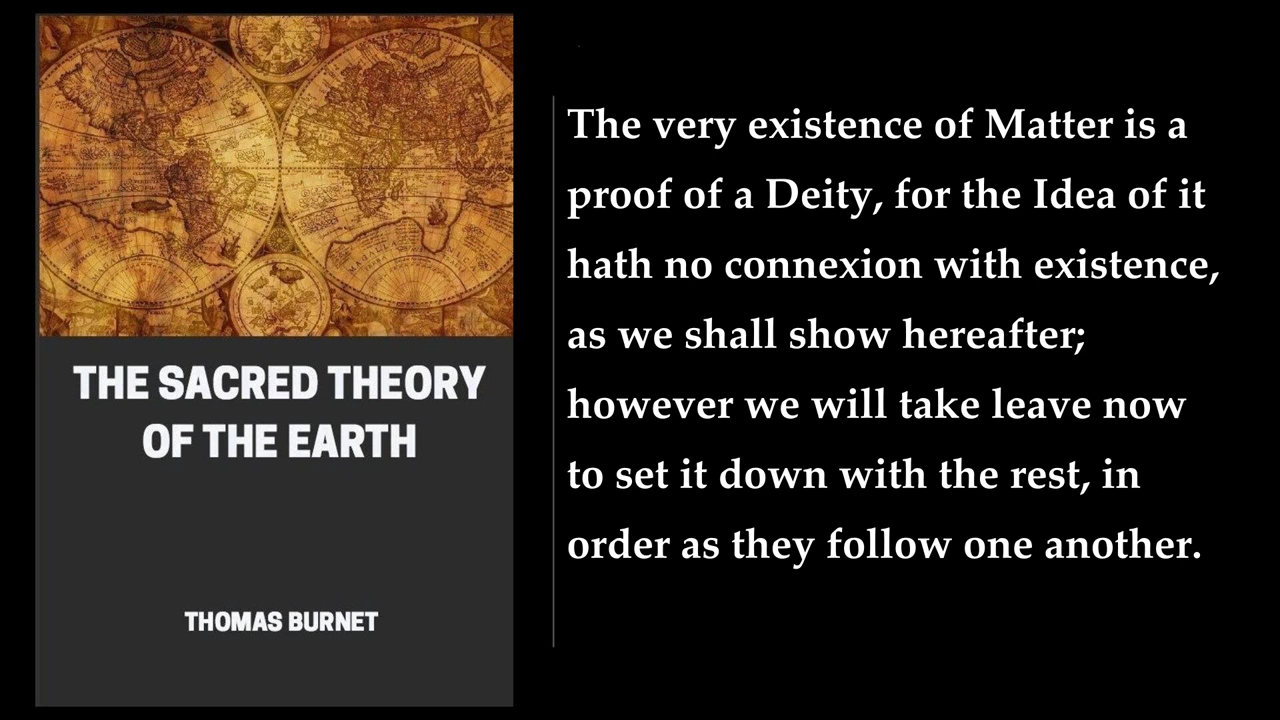 THE SACRED THEORY
OF THE EARTH
THOMAS BURNET
The very existence of Matter is a
proof of a Deity, for the Idea of it
hath no connexion with existence,
as we shall show hereafter;
however we will take leave now
to set it down with the rest, in
order as they follow one another.